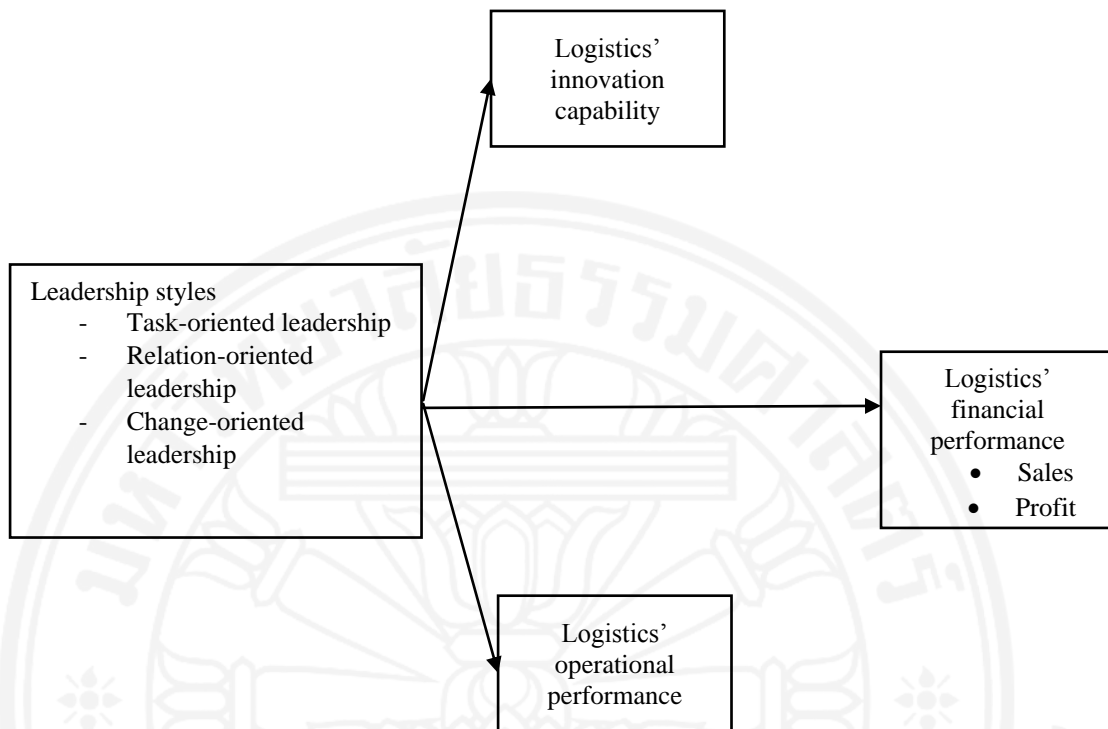 Logistics’
innovation
capability
Leadership styles
- Task-oriented leadership
- Relation-oriented
leadership
- Change-oriented
leadership
Logistics’
financial
performance
• Sales
• Profit
Logistics’
operational
performance